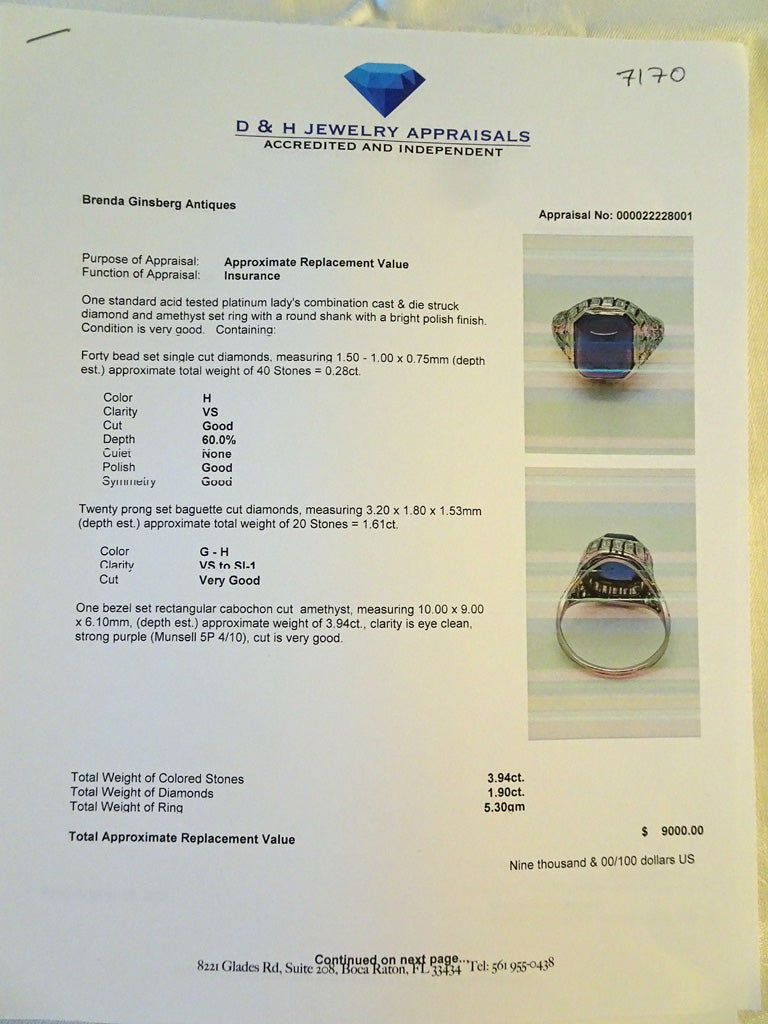 7170
D & H JEWELRY APPRAISALS
ACCREDITED AND INDEPENDENT
Brenda Ginsberg Antiques
Appraisal No: 000022228001
Purpose of Appraisal: Approximate Replacement Value
Function of Appraisal: Insurance
One standard acid tested platinum lady's combination cast & die struck
diamond and amethyst set ring with a round shank with a bright polish finish.
Condition is very good. Containing:
Forty bead set single cut diamonds, measuring 1.50 - 1.00 x 0.75mm (depth
est.) approximate total weight of 40 Stones = 0.28ct.
Color H
Clarity VS
Cut Good
Depth 60.0%
Culet None
Polish Good
Symmetry Good
Twenty prong set baguette cut diamonds, measuring 3.20 x 1.80 x 1.53mm
(depth est.) approximate total weight of 20 Stones = 1.61ct.
Color G - H
Clarity VS to SI-1
Cut Very Good
One bezel set rectangular cabochon cut amethyst, measuring 10.00 x 9.00
x 6.10mm, (depth est.) approximate weight of 3.94ct., clarity is eye clean,
strong purple (Munsell 5P 4/10), cut is very good.
Total Weight of Colored Stones 3.94ct.
Total Weight of Diamonds 1.90ct.
Total Weight of Ring 5.30gm
Total Approximate Replacement Value $ 9000.00
Nine thousand & 00/100 dollars US
Continued on next page...
8221 Glades Rd, Suite 208, Boca Raton, FL 33434 Tel: 561 955-0438